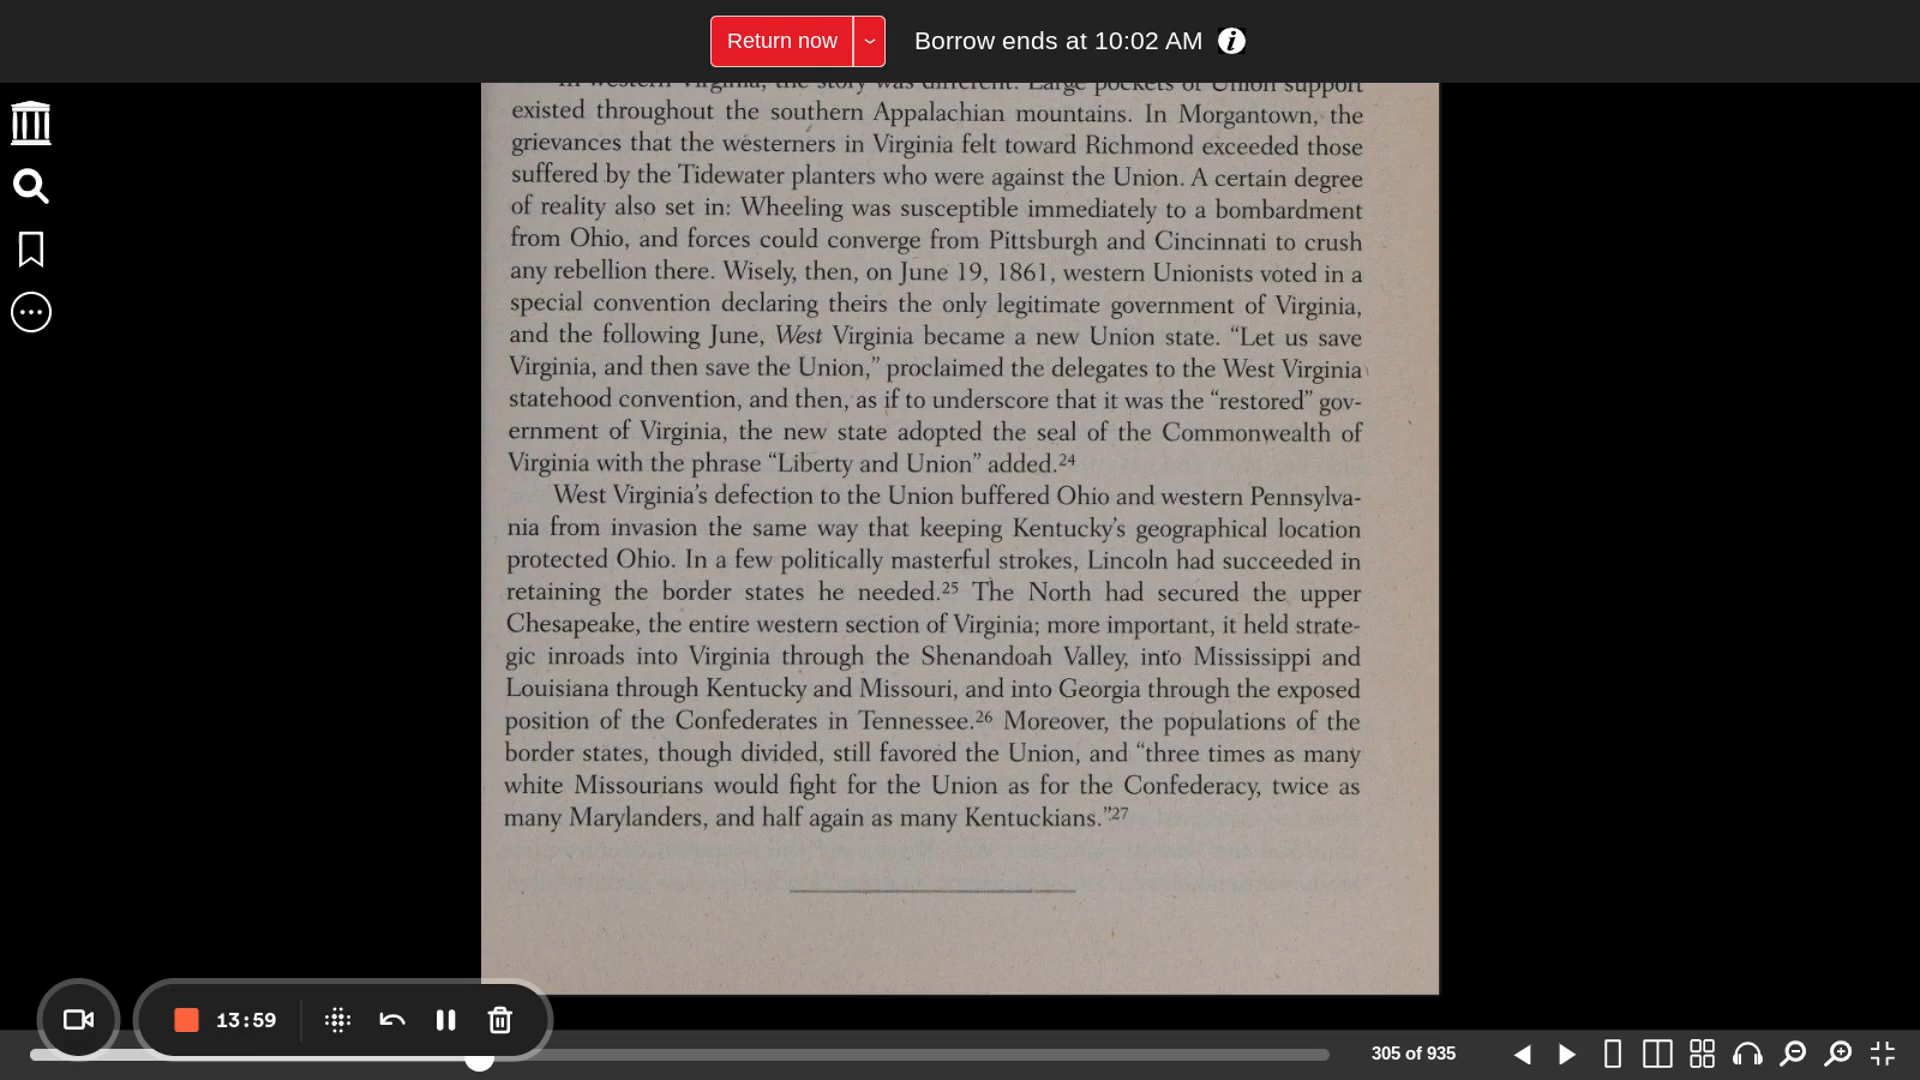 Return now
Borrow ends at 10:02 AM
In western Virginia, the story was different. Large pockets of Union support
existed throughout the southern Appalachian mountains. In Morgantown, the
grievances that the westerners in Virginia felt toward Richmond exceeded those
suffered by the Tidewater planters who were against the Union. A certain degree
of reality also set in: Wheeling was susceptible immediately to a bombardment
from Ohio, and forces could converge from Pittsburgh and Cincinnati to crush
any rebellion there. Wisely, then, on June 19, 1861, western Unionists voted in a
special convention declaring theirs the only legitimate government of Virginia,
and the following June, West Virginia became a new Union state. “Let us save
Virginia, and then save the Union,” proclaimed the delegates to the West Virginia
statehood convention, and then, as if to underscore that it was the “restored” gov-
ernment of Virginia, the new state adopted the seal of the Commonwealth of
Virginia with the phrase “Liberty and Union” added.24
West Virginia’s defection to the Union buffered Ohio and western Pennsylva-
nia from invasion the same way that keeping Kentucky’s geographical location
protected Ohio. In a few politically masterful strokes, Lincoln had succeeded in
retaining the border states he needed.25 The North had secured the upper
Chesapeake, the entire western section of Virginia; more important, it held strate-
gic inroads into Virginia through the Shenandoah Valley, into Mississippi and
Louisiana through Kentucky and Missouri, and into Georgia through the exposed
position of the Confederates in Tennessee.26 Moreover, the populations of the
border states, though divided, still favored the Union, and “three times as many
white Missourians would fight for the Union as for the Confederacy, twice as
many Marylanders, and half again as many Kentuckians.”27
13:59
305 of 935